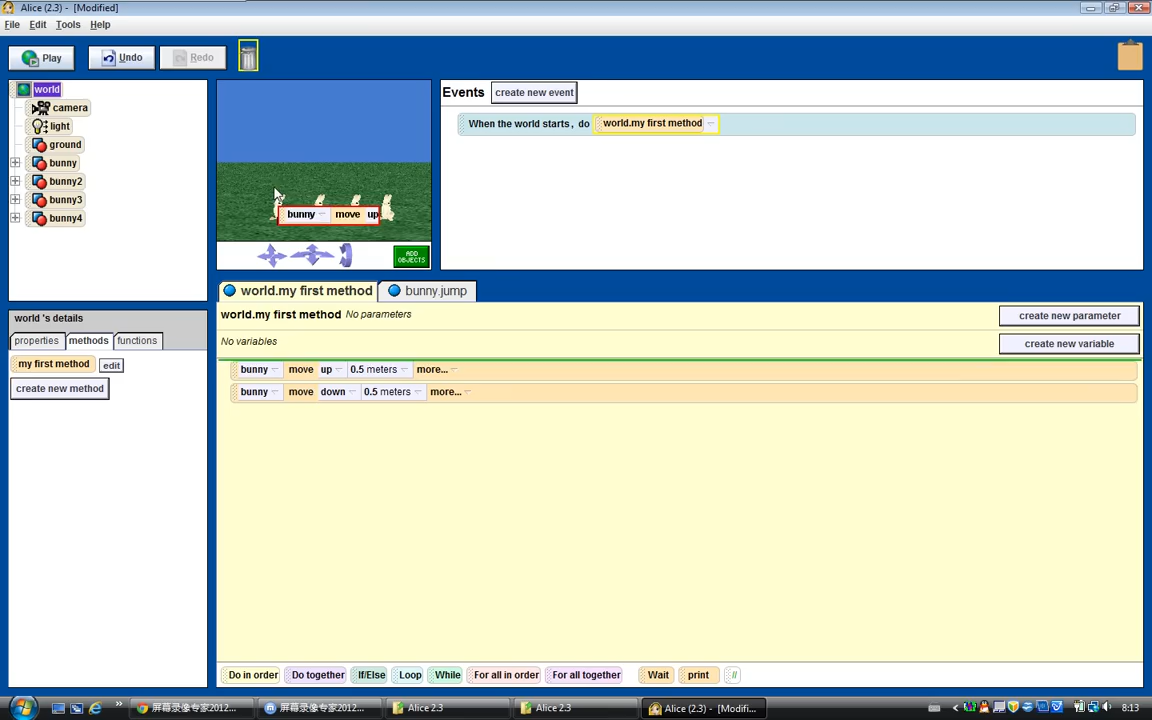 Alice (2.3) - [Modified]
File Edit Tools Help
Play Undo Redo
world
camera
light
ground
bunny
bunny2
bunny3
bunny4
bunny move up
ADD
OBJECTS
Events create new event
When the world starts, do world.my first method
world 's details
properties methods functions
my first method edit
create new method
world.my first method bunny.jump
world.my first method No parameters create new parameter
No variables create new variable
bunny move up 0.5 meters more...
bunny move down 0.5 meters more...
Do in order Do together If/Else Loop While For all in order For all together Wait print //
屏幕录像专家2012... 屏幕录像专家2012... Alice 2.3 Alice 2.3 Alice (2.3) - [Modifi... 8:13